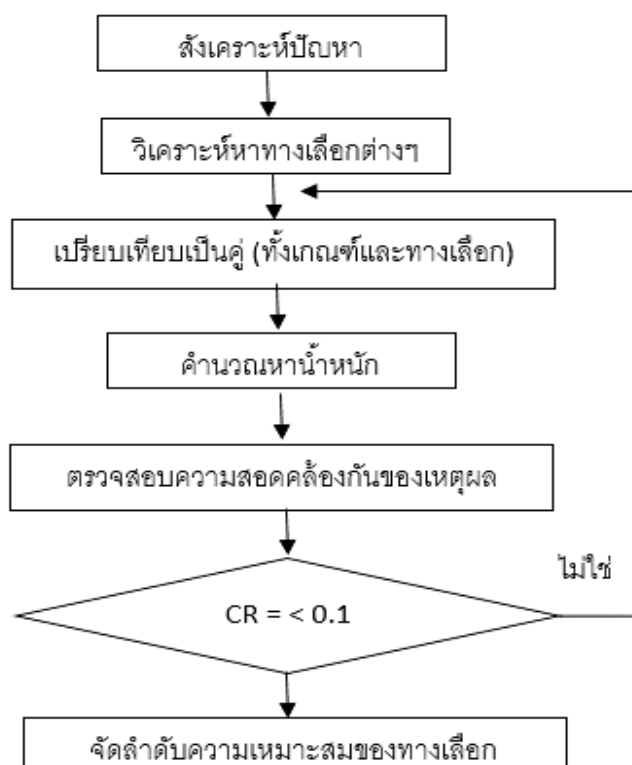 สังเคราะห์ปัญหา
วิเคราะห์หาทางเลือกต่างๆ
เปรียบเทียบเป็นคู่ (ทั้งเกณฑ์และทางเลือก)
คำนวณหาน้ำหนัก
ตรวจสอบความสอดคล้องกันของเหตุผล
ไม่ใช่
CR = < 0.1
จัดลำดับความเหมาะสมของทางเลือก